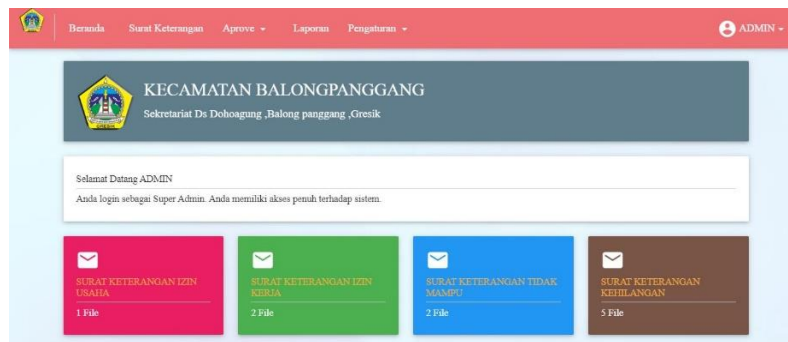 Beranda Surat Keterangan Aprove Laporan Pengaturan ADMIN
KECAMATAN BALONGPANGGANG
Sekretariat Ds Dohoagung ,Balong panggang ,Gresik
Selamat Datang ADMIN
Anda login sebagai Super Admin. Anda memiliki akses penuh terhadap sistem.
SURAT KETERANGAN IZIN
USAHA
1 File
SURAT KETERANGAN IZIN
KERJA
2 File
SURAT KETERANGAN TIDAK
MAMPU
2 File
SURAT KETERANGAN
KEHILANGAN
5 File